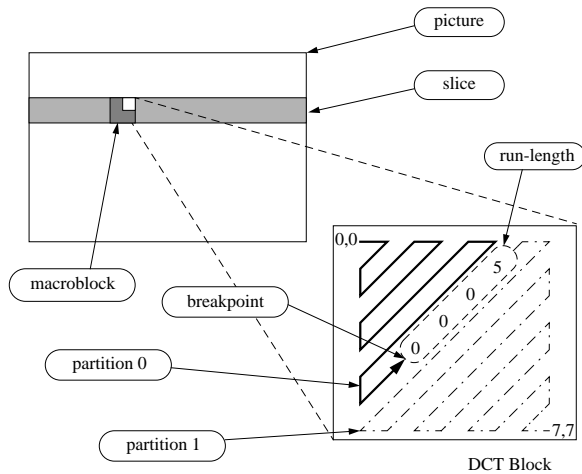 picture
slice
run-length
0,0
5
macroblock
0
breakpoint
0
0
partition 0
partition 1
7,7
DCT Block